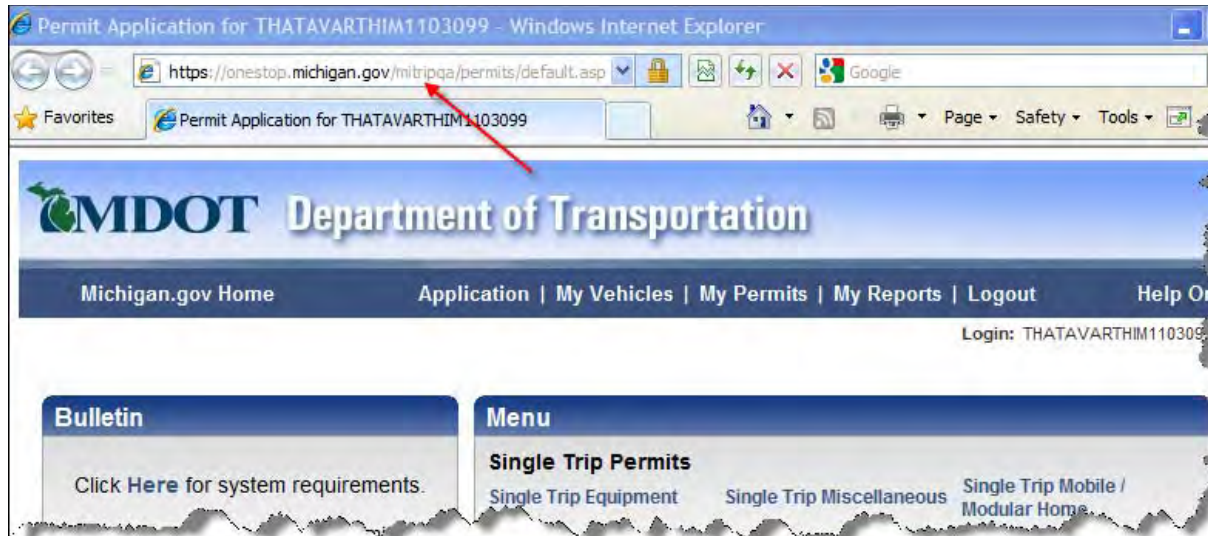 Permit Application for THATAVARTHIM1103099 - Windows Internet Explorer
https://onestop.michigan.gov/mitripqa/permits/default.asp Google
Favorites Permit Application for THATAVARTHIM1103099 Page Safety Tools
MDOT Department of Transportation
Michigan.gov Home Application | My Vehicles | My Permits | My Reports | Logout Help
Login: THATAVARTHIM110309
Bulletin
Click Here for system requirements.
Menu
Single Trip Permits
Single Trip Equipment Single Trip Miscellaneous Single Trip Mobile /
Modular Home